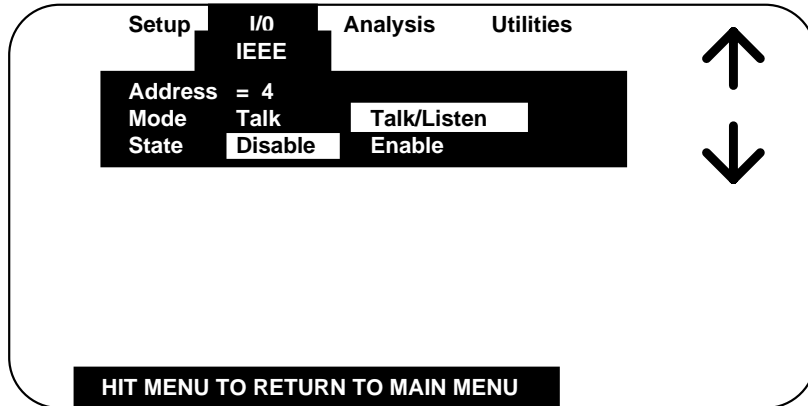 Setup I/0 Analysis Utilities
IEEE
Address = 4
Mode Talk Talk/Listen
State Disable Enable
HIT MENU TO RETURN TO MAIN MENU